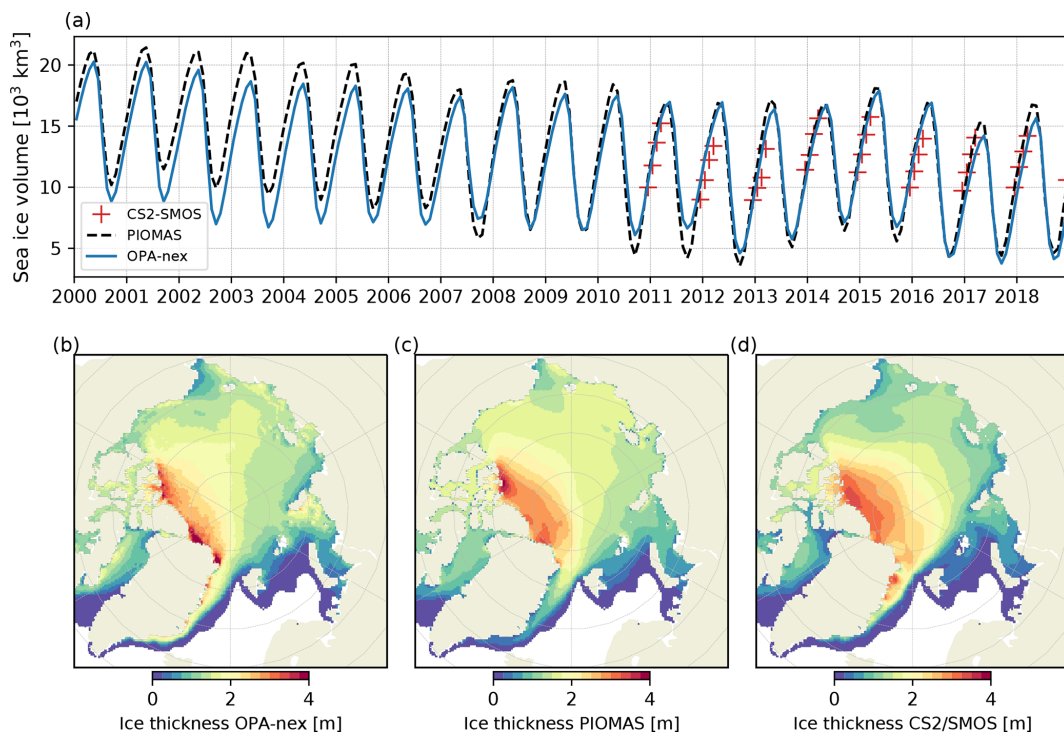 (a)
Sea ice volume [10³ km³]
20
15
10
5
CS2-SMOS
PIOMAS
OPA-nex
2000 2001 2002 2003 2004 2005 2006 2007 2008 2009 2010 2011 2012 2013 2014 2015 2016 2017 2018
(b) (c) (d)
0 2 4 0 2 4 0 2 4
Ice thickness OPA-nex [m] Ice thickness PIOMAS [m] Ice thickness CS2/SMOS [m]